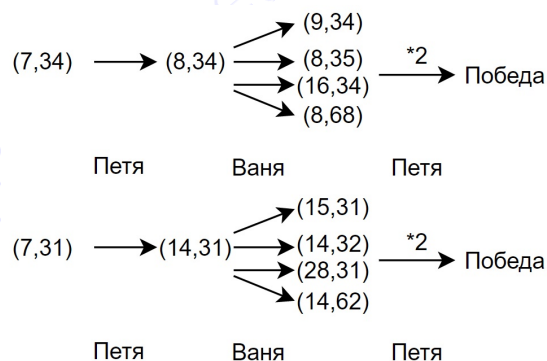 (9,34)
(7,34) (8,34) (8,35) *2 Победа
(16,34)
(8,68)
Петя Ваня Петя
(15,31)
(7,31) (14,31) (14,32) *2 Победа
(28,31)
(14,62)
Петя Ваня Петя